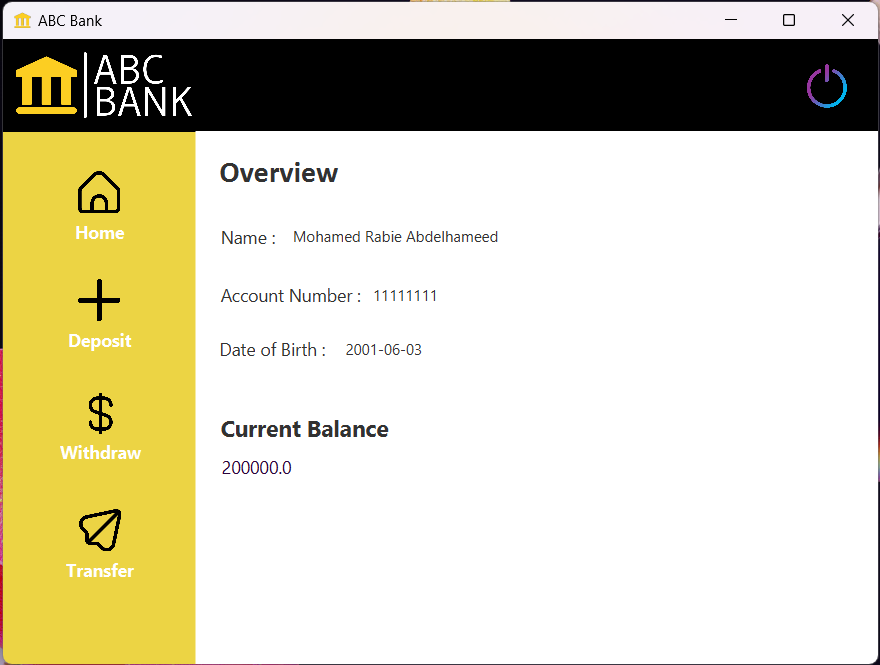 ABC Bank
ABC
BANK
Home
Deposit
Withdraw
Transfer
Overview
Name : Mohamed Rabie Abdelhameed
Account Number : 11111111
Date of Birth : 2001-06-03
Current Balance
200000.0